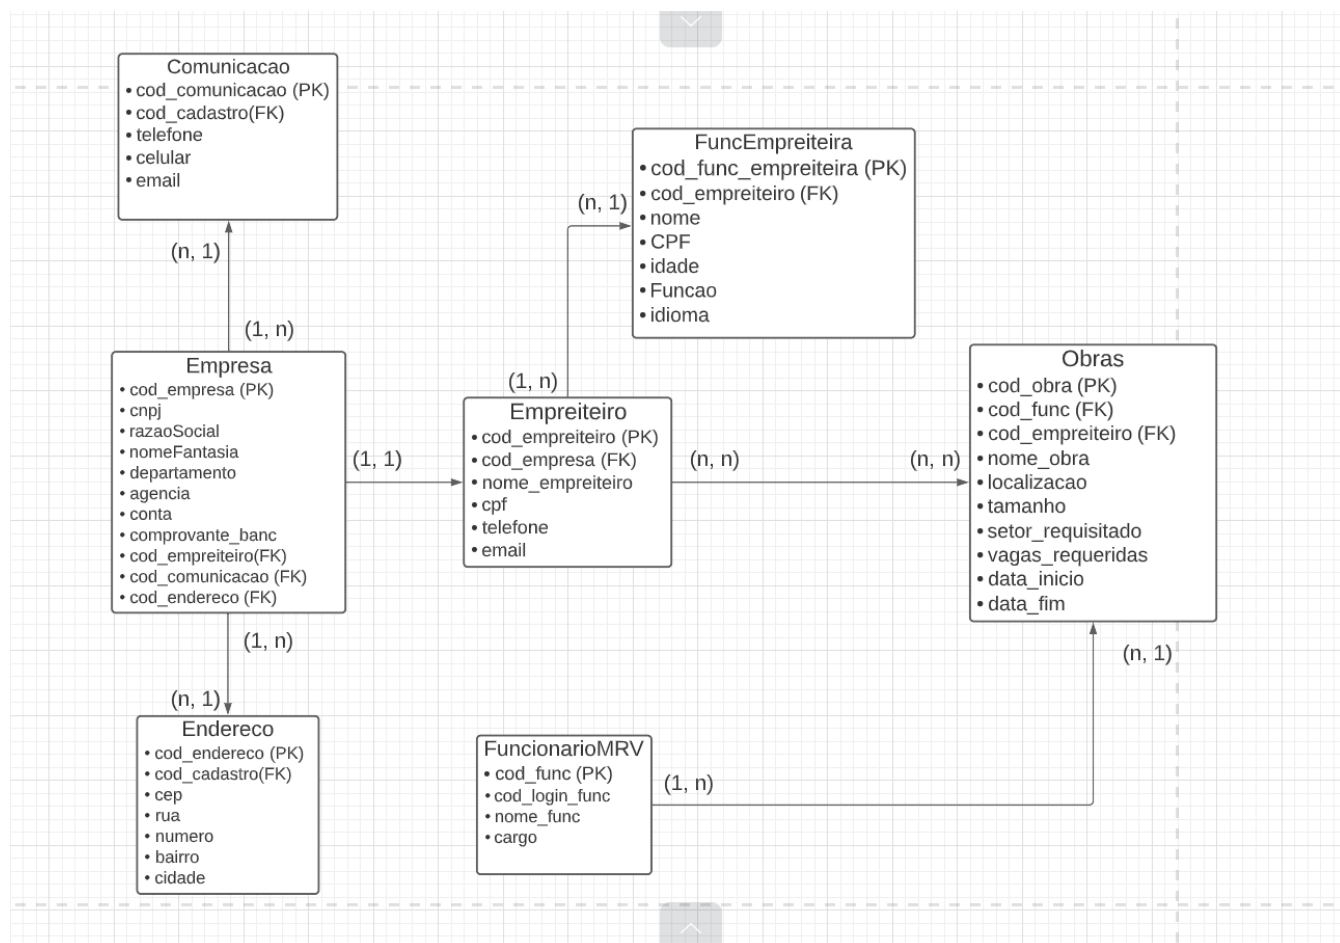 Comunicacao
• cod_comunicacao (PK)
• cod_cadastro(FK)
• telefone
• celular
• email
(n, 1)
(1, n)
Empresa
• cod_empresa (PK)
• cnpj
• razaoSocial
• nomeFantasia
• departamento
• agencia
• conta
• comprovante_banc
• cod_empreiteiro(FK)
• cod_comunicacao (FK)
• cod_endereco (FK)
(1, n)
(n, 1)
Endereco
• cod_endereco (PK)
• cod_cadastro(FK)
• cep
• rua
• numero
• bairro
• cidade
(1, 1)
FuncEmpreiteira
• cod_func_empreiteira (PK)
• cod_empreiteiro (FK)
• nome
• CPF
• idade
• Funcao
• idioma
(n, 1)
(1, n)
Empreiteiro
• cod_empreiteiro (PK)
• cod_empresa (FK)
• nome_empreiteiro
• cpf
• telefone
• email
(n, n)
(n, n)
Obras
• cod_obra (PK)
• cod_func (FK)
• cod_empreiteiro (FK)
• nome_obra
• localizacao
• tamanho
• setor_requisitado
• vagas_requeridas
• data_inicio
• data_fim
(n, 1)
FuncionarioMRV
• cod_func (PK)
• cod_login_func
• nome_func
• cargo
(1, n)